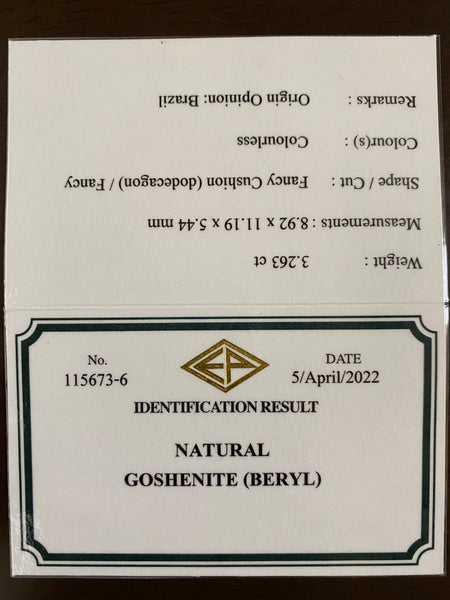 Weight : 3.263 ct
Measurements : 8.92 x 11.19 x 5.44 mm
Shape / Cut : Fancy Cushion (dodecagon) / Fancy
Colour(s) : Colourless
Remarks : Origin Opinion: Brazil
No. DATE
115673-6 5/April/2022
EP
IDENTIFICATION RESULT
NATURAL
GOSHENITE (BERYL)